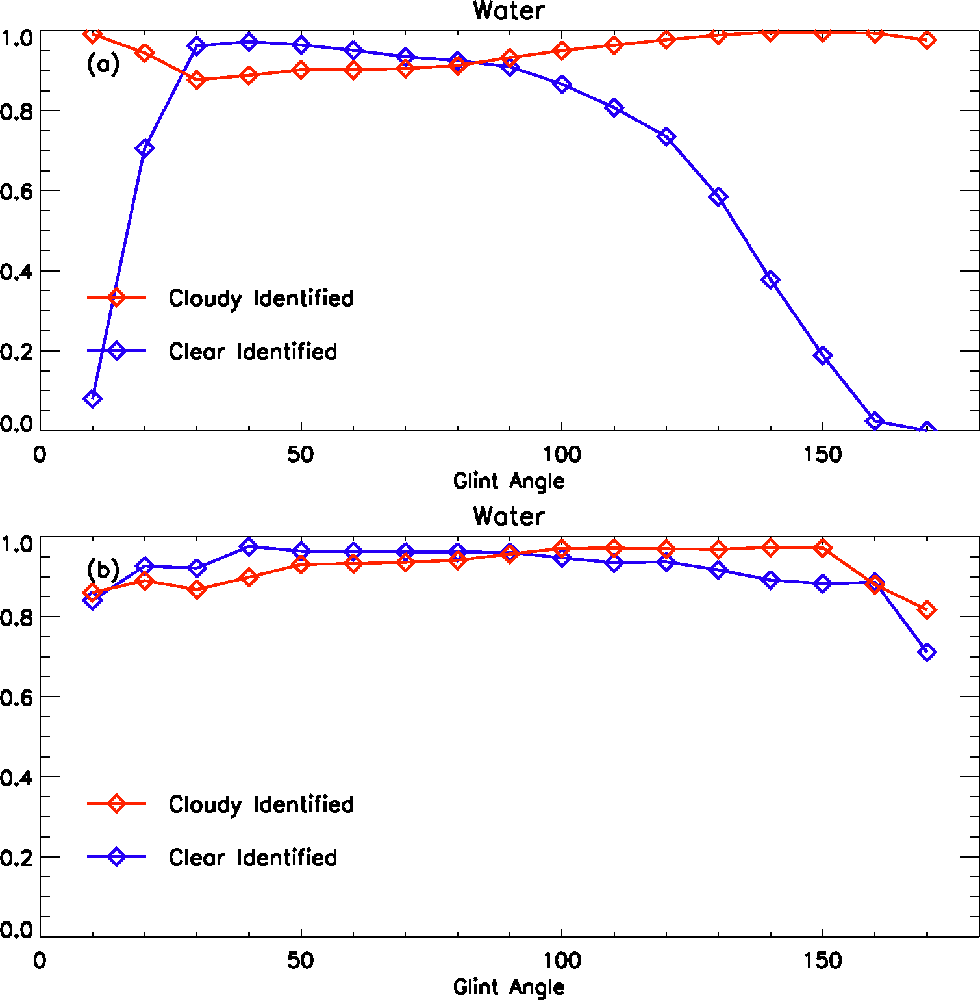 Water
1.0
(a)
0.8
0.6
0.4
Cloudy Identified
0.2
Clear Identified
0.0
0 50 100 150
Glint Angle
Water
1.0
(b)
0.8
0.6
0.4
Cloudy Identified
0.2
Clear Identified
0.0
0 50 100 150
Glint Angle